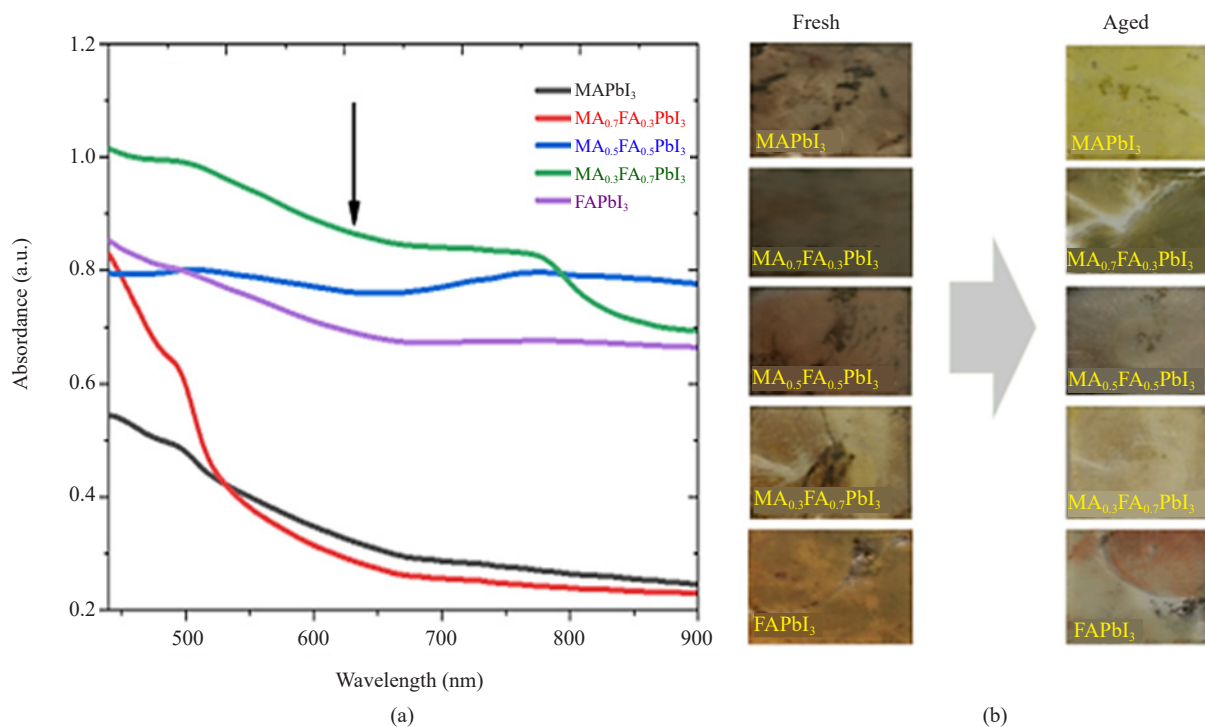 1.2
1.0
0.8
0.6
0.4
0.2
Absordance (a.u.)
500
600
700
800
900
Wavelength (nm)
MAPbI₃
MA₀.₇FA₀.₃PbI₃
MA₀.₅FA₀.₅PbI₃
MA₀.₃FA₀.₇PbI₃
FAPbI₃
(a)
Fresh
MAPbI₃
MA₀.₇FA₀.₃PbI₃
MA₀.₅FA₀.₅PbI₃
MA₀.₃FA₀.₇PbI₃
FAPbI₃
Aged
MAPbI₃
MA₀.₇FA₀.₃PbI₃
MA₀.₅FA₀.₅PbI₃
MA₀.₃FA₀.₇PbI₃
FAPbI₃
(b)